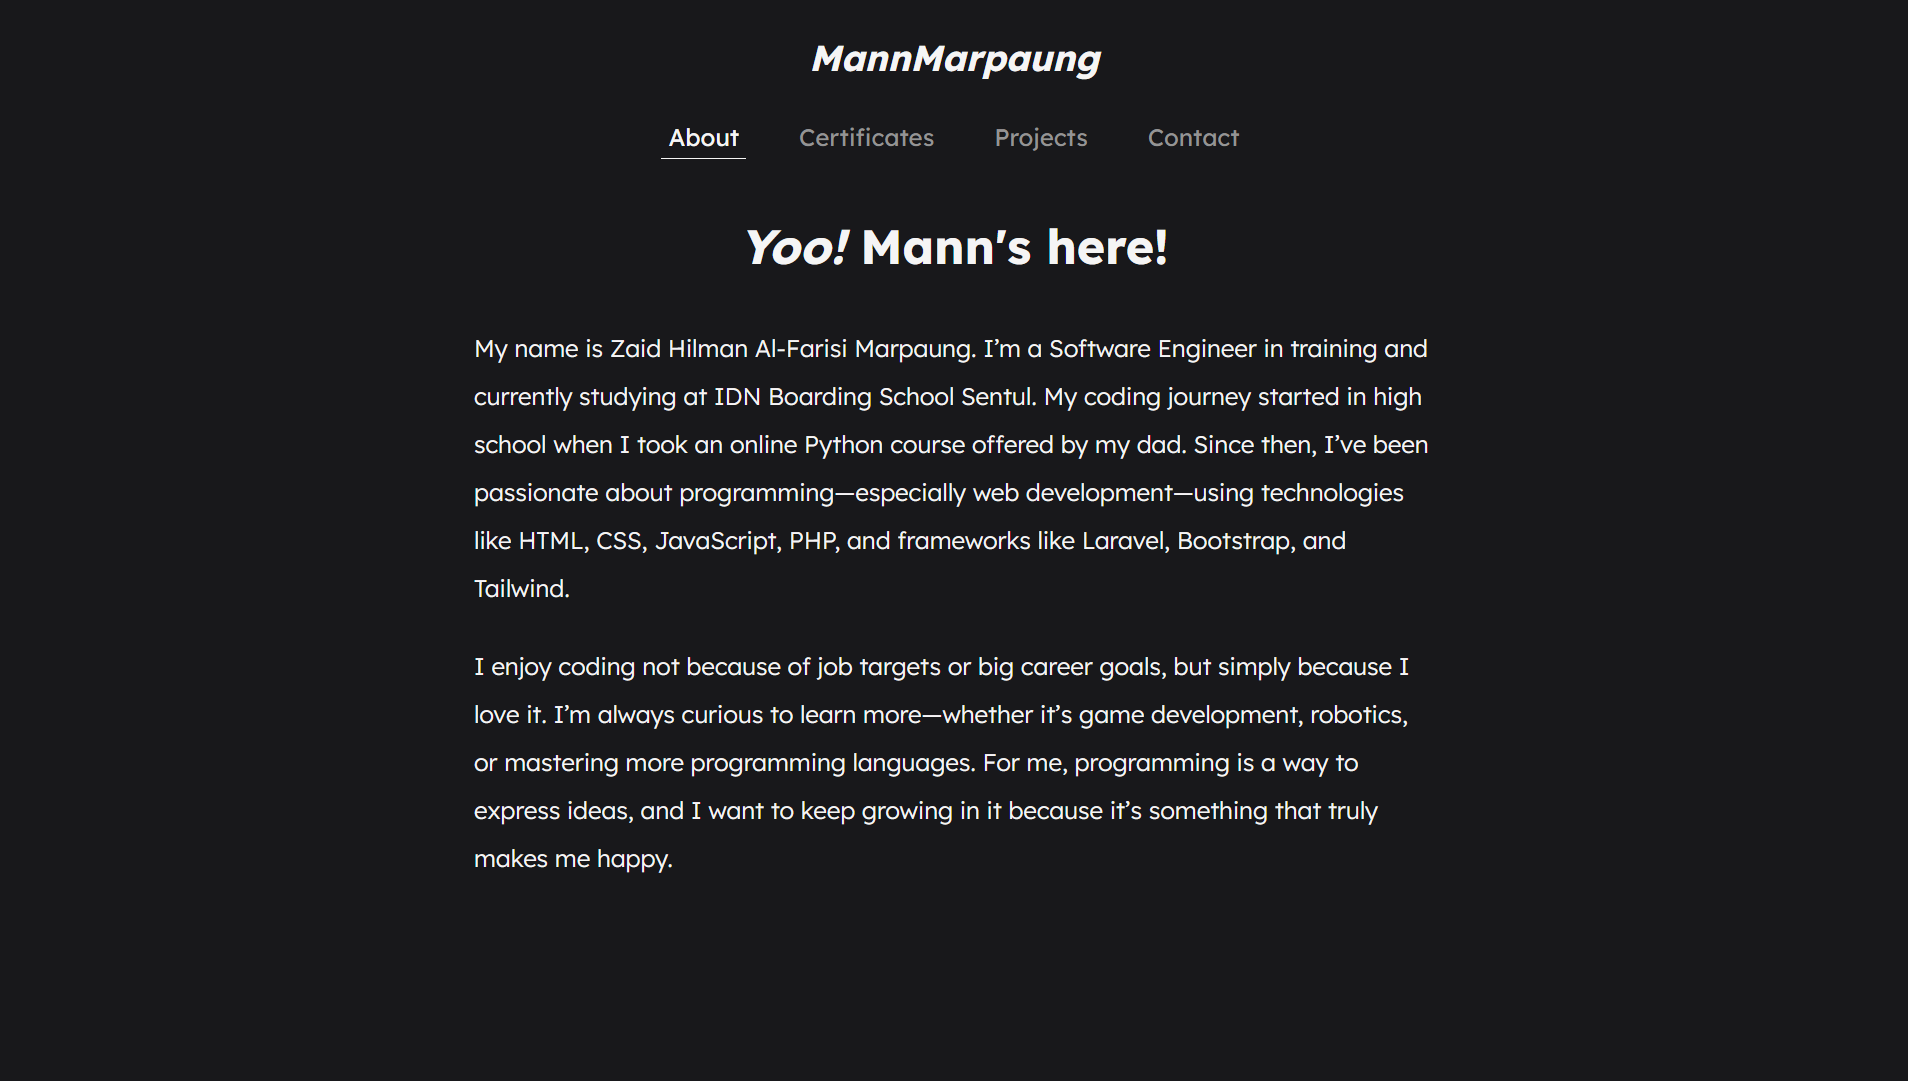 MannMarpaung
About Certificates Projects Contact
Yoo! Mann's here!
My name is Zaid Hilman Al-Farisi Marpaung. I’m a Software Engineer in training and
currently studying at IDN Boarding School Sentul. My coding journey started in high
school when I took an online Python course offered by my dad. Since then, I’ve been
passionate about programming—especially web development—using technologies
like HTML, CSS, JavaScript, PHP, and frameworks like Laravel, Bootstrap, and
Tailwind.
I enjoy coding not because of job targets or big career goals, but simply because I
love it. I’m always curious to learn more—whether it’s game development, robotics,
or mastering more programming languages. For me, programming is a way to
express ideas, and I want to keep growing in it because it’s something that truly
makes me happy.